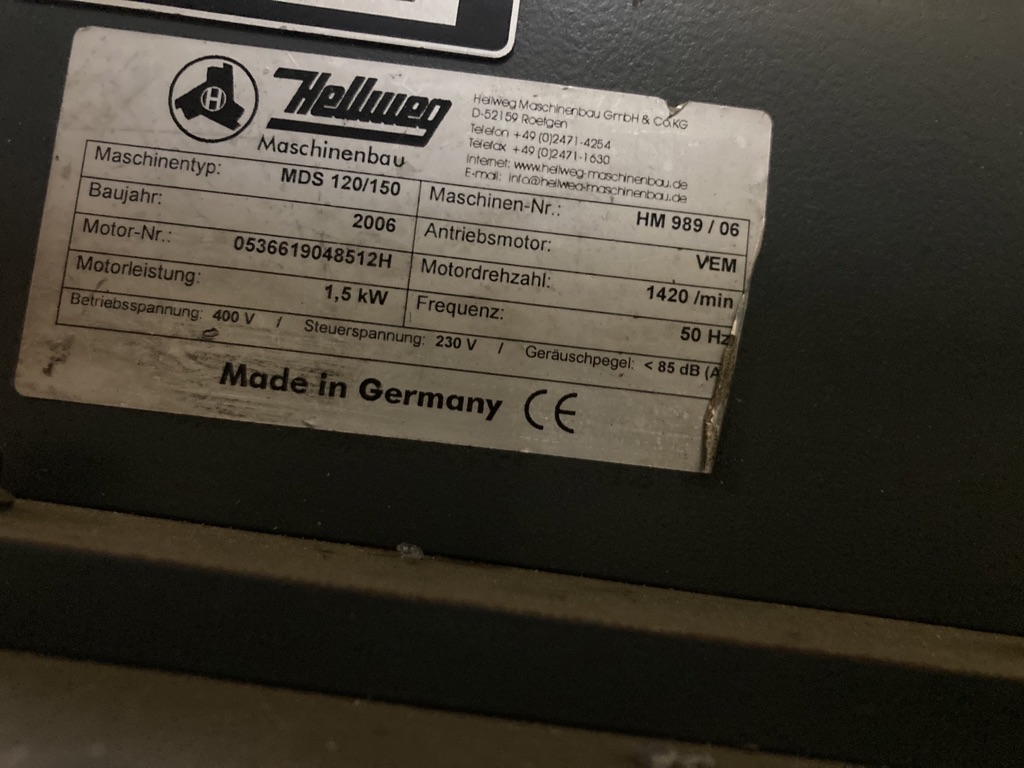 H
Hellweg
Maschinenbau
Hellweg Maschinenbau GmbH & Co.KG
D-52159 Roetgen
Telefon +49 (0)2471-4254
Telefax +49 (0)2471-1630
Internet: www.hellweg-maschinenbau.de
E-mail: info@hellweg-maschinenbau.de
Maschinentyp: MDS 120/150 Maschinen-Nr.: HM 989 / 06
Baujahr: 2006 Antriebsmotor: VEM
Motor-Nr.: 0536619048512H Motordrehzahl: 1420 /min
Motorleistung: 1,5 kW Frequenz: 50 Hz
Betriebsspannung: 400 V / Steuerspannung: 230 V / Geräuschpegel: < 85 dB (A
Made in Germany CE